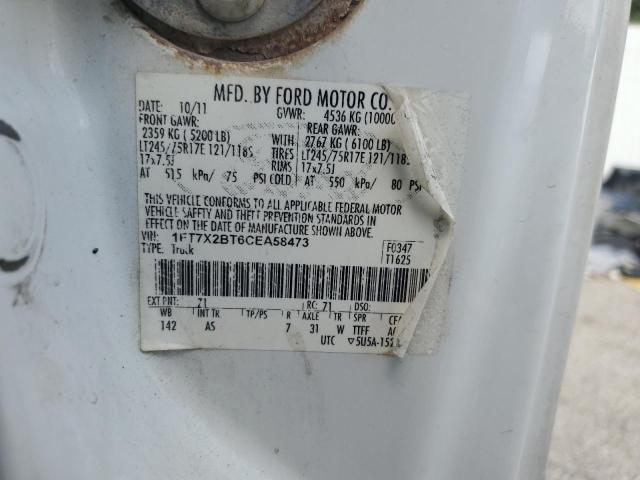 MFD. BY FORD MOTOR CO.
DATE: 10/11 GVWR: 4536 KG (10000
FRONT GAWR: REAR GAWR:
2359 KG ( 5200 LB) WITH 2767 KG ( 6100 LB)
LT245/75R17E 121/118S TIRES LT245/75R17E 121/118S
17x7.5J RIMS 17x7.5J
AT 515 kPa/ 75 PSI COLD AT 550 kPa/ 80 PSI
THIS VEHICLE CONFORMS TO ALL APPLICABLE FEDERAL MOTOR
VEHICLE SAFETY AND THEFT PREVENTION STANDARDS IN
EFFECT ON THE DATE OF MANUFACTURE SHOWN ABOVE.
VIN: 1FT7X2BT6CEA58473 F0347
TYPE: Truck T1625
EXT PNT: Z1 RC: 71 DSO:
WB INT TR TP/PS R AXLE TR SPR
142 AS 7 31 W TTFF
UTC ▽5U5A-152